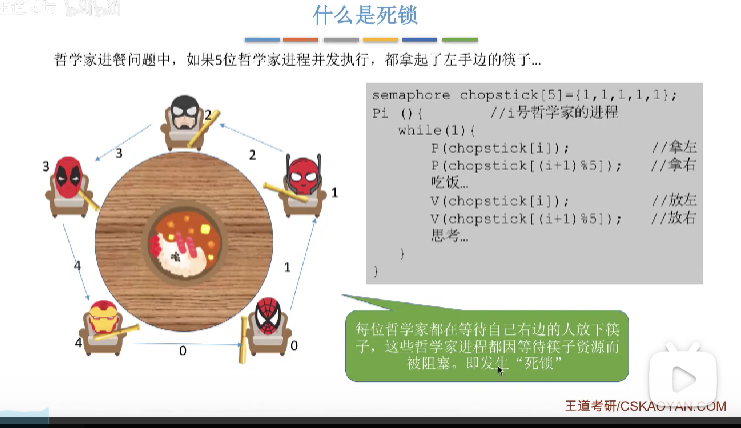 什么是死锁
哲学家进餐问题中，如果5位哲学家进程并发执行，都拿起了左手边的筷子…
semaphore chopstick[5]={1,1,1,1,1};
Pi (){ //i号哲学家的进程
while(1){
P(chopstick[i]); //拿左
P(chopstick[(i+1)%5]); //拿右
吃饭…
V(chopstick[i]); //放左
V(chopstick[(i+1)%5]); //放右
思考…
}
}
2
3
2
3
1
4
1
4
0
0
每位哲学家都在等待自己右边的人放下筷
子，这些哲学家进程都因等待筷子资源而
被阻塞。即发生“死锁”
王道考研/CSKAOYAN.COM